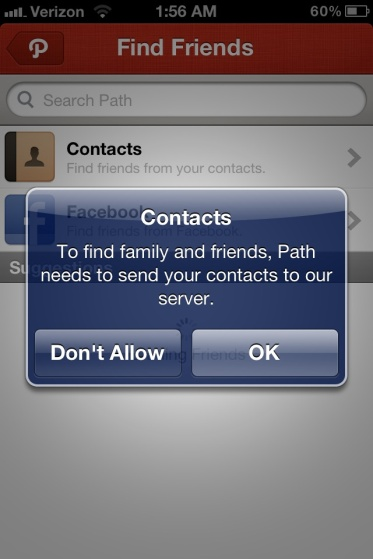 Verizon 1:56 AM 60%
Find Friends
Search Path
Contacts
Find friends from your contacts.
Facebook
Find friends from Facebook.
Suggestions
Contacts
To find family and friends, Path
needs to send your contacts to our
server.
Friends
Don't Allow OK